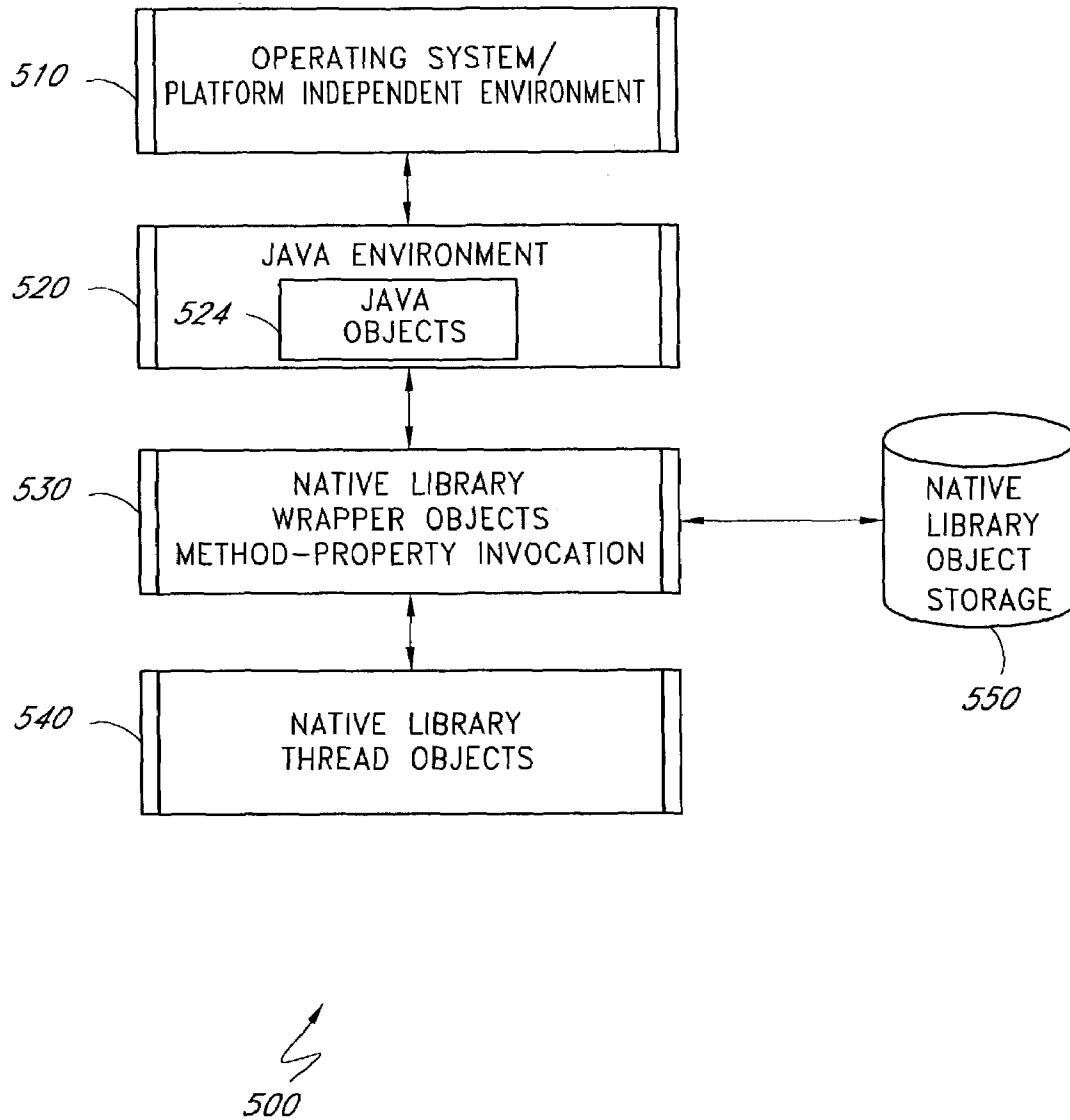 510
OPERATING SYSTEM/
PLATFORM INDEPENDENT ENVIRONMENT
520
JAVA ENVIRONMENT
524
JAVA
OBJECTS
530
NATIVE LIBRARY
WRAPPER OBJECTS
METHOD-PROPERTY INVOCATION
NATIVE
LIBRARY
OBJECT
STORAGE
550
540
NATIVE LIBRARY
THREAD OBJECTS
500